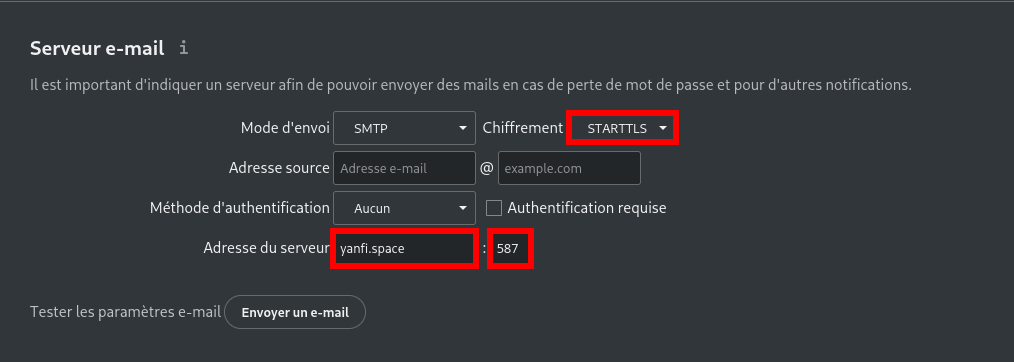 Serveur e-mail i
Il est important d'indiquer un serveur afin de pouvoir envoyer des mails en cas de perte de mot de passe et pour d'autres notifications.
Mode d'envoi SMTP Chiffrement STARTTLS
Adresse source Adresse e-mail @ example.com
Méthode d'authentification Aucun Authentification requise
Adresse du serveur yanfi.space : 587
Tester les paramètres e-mail Envoyer un e-mail